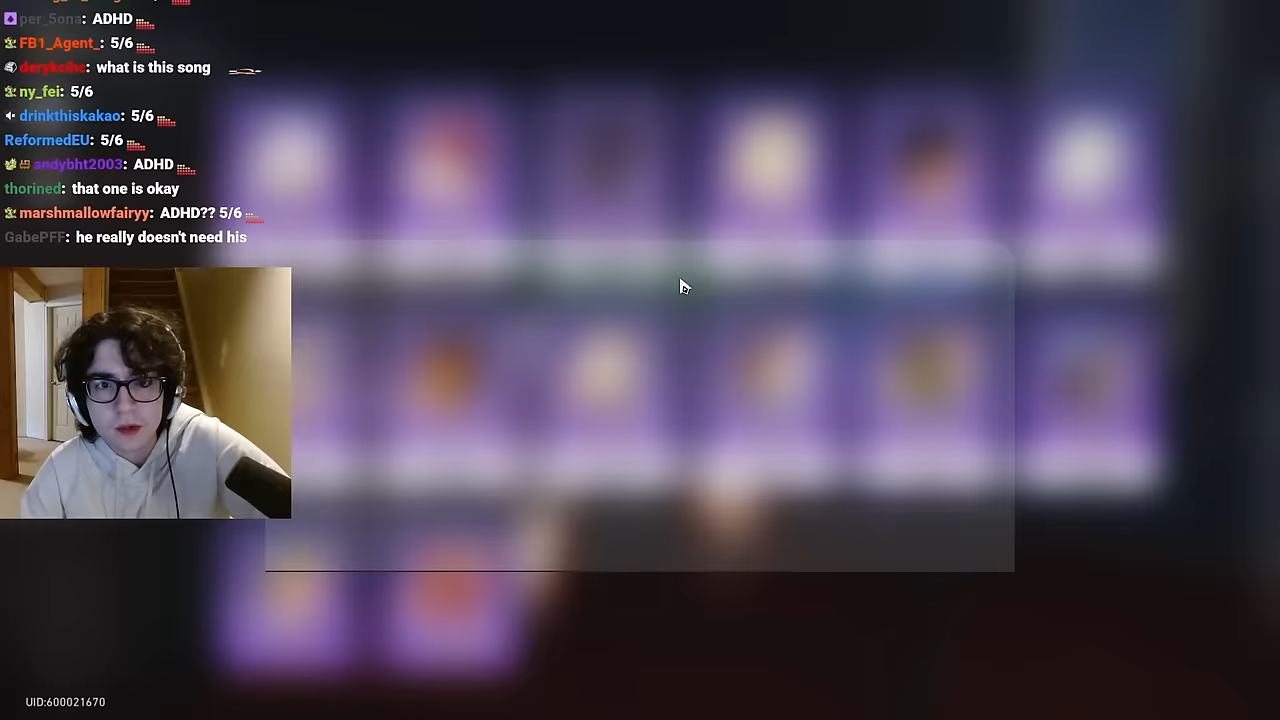 per_5ona: ADHD
FB1_Agent_: 5/6
derykcihc: what is this song
ny_fei: 5/6
drinkthiskakao: 5/6
ReformedEU: 5/6
andybht2003: ADHD
thorined: that one is okay
marshmallowfairyy: ADHD?? 5/6
GabePFF: he really doesn't need his
UID:600021670